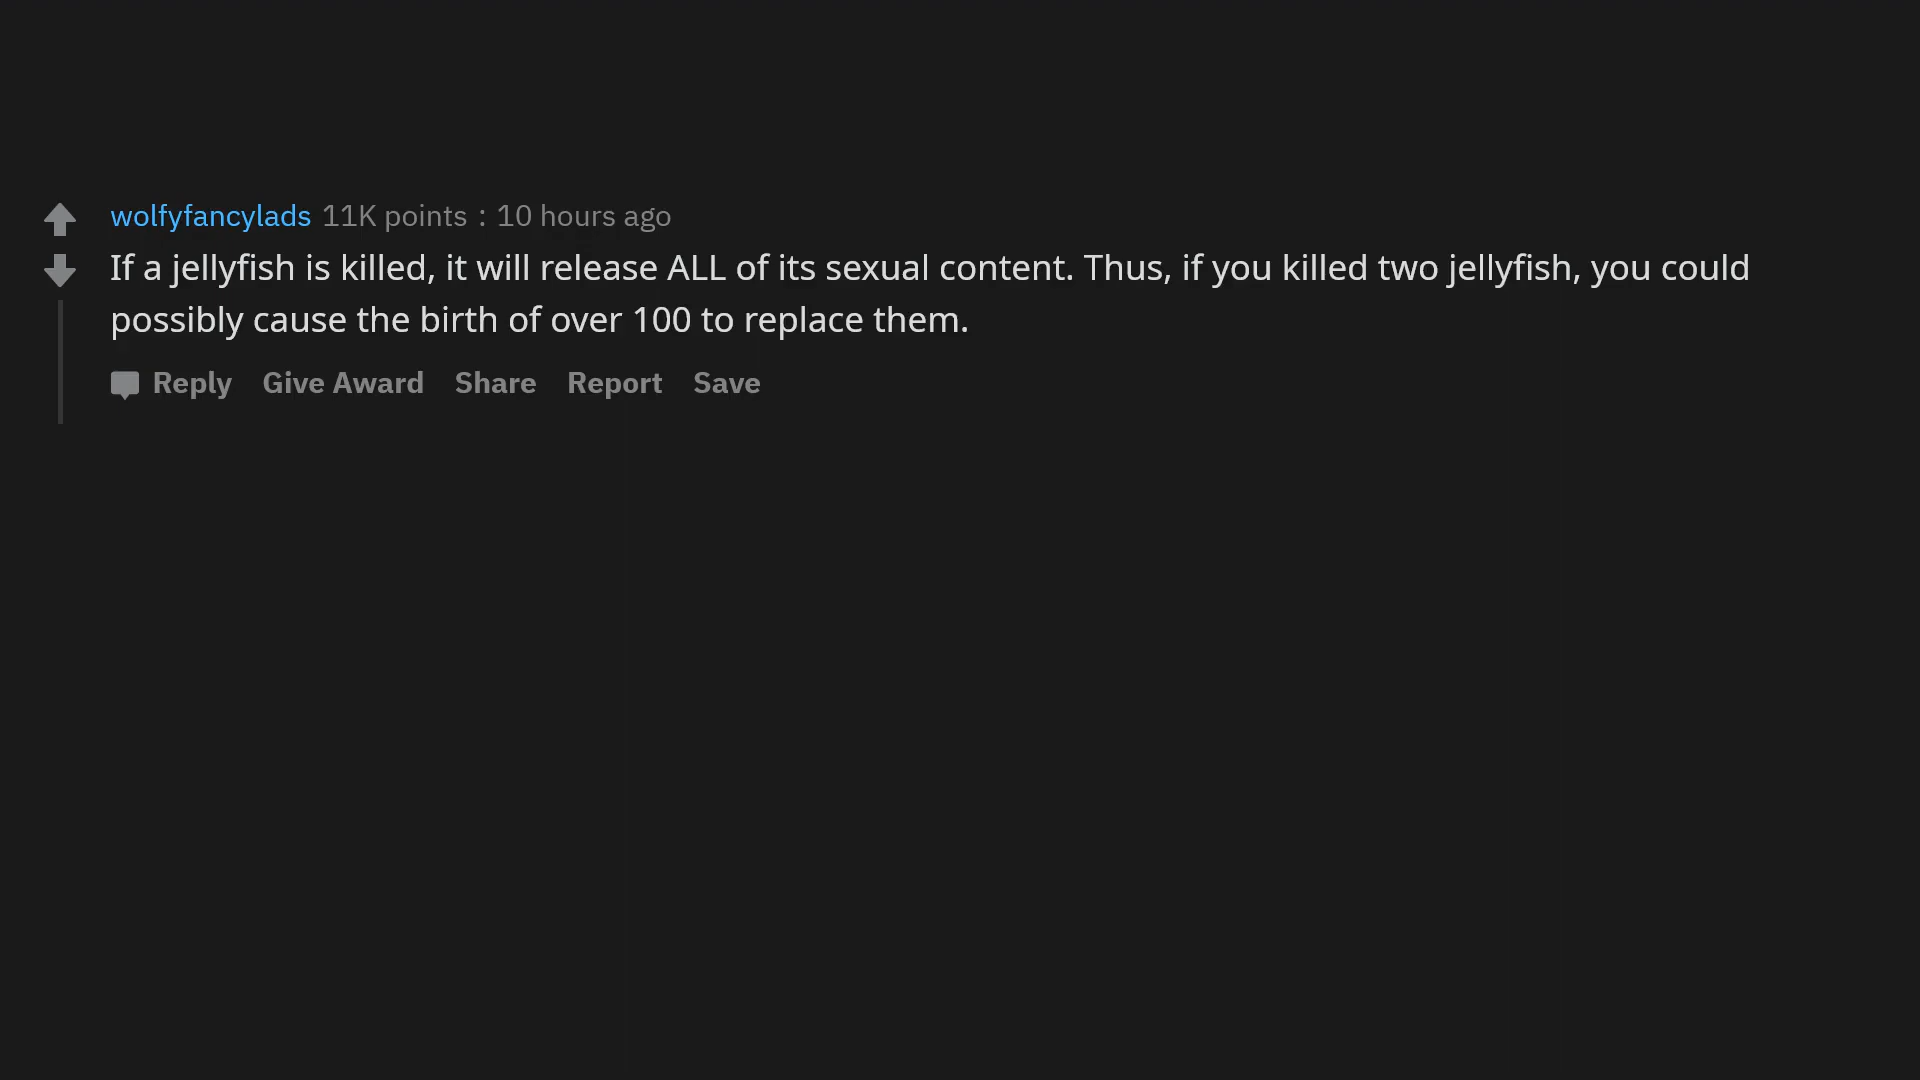 wolfyfancylads 11K points : 10 hours ago
If a jellyfish is killed, it will release ALL of its sexual content. Thus, if you killed two jellyfish, you could
possibly cause the birth of over 100 to replace them.
Reply Give Award Share Report Save